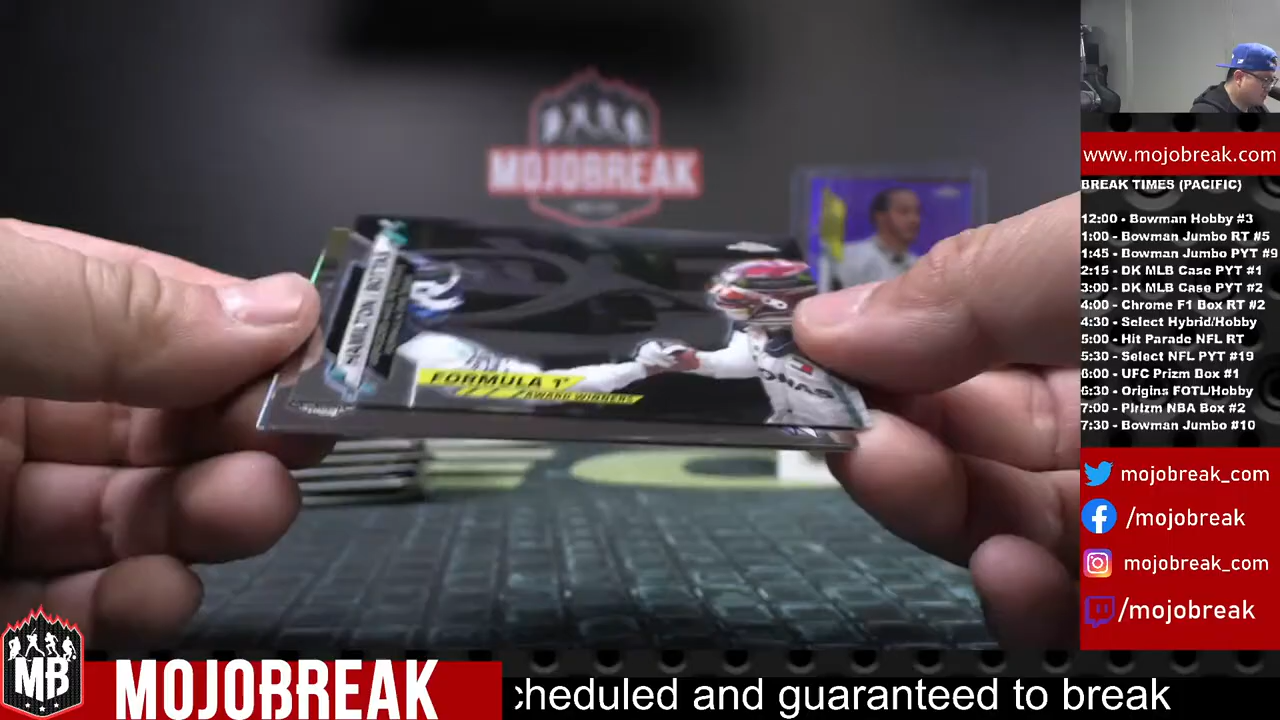 MOJOBREAK
www.mojobreak.com
BREAK TIMES (PACIFIC)
12:00 - Bowman Hobby #3
1:00 - Bowman Jumbo RT #5
1:45 - Bowman Jumbo PYT #9
2:15 - DK MLB Case PYT #1
3:00 - DK MLB Case PYT #2
4:00 - Chrome F1 Box RT #2
4:30 - Select Hybrid/Hobby
5:00 - Hit Parade NFL RT
5:30 - Select NFL PYT #19
6:00 - UFC Prizm Box #1
6:30 - Origins FOTL/Hobby
7:00 - Plrizm NBA Box #2
7:30 - Bowman Jumbo #10
FORMULA 1
AWARD WINNERS
mojobreak_com
/mojobreak
mojobreak_com
/mojobreak
MB
MOJOBREAK
cheduled and guaranteed to break